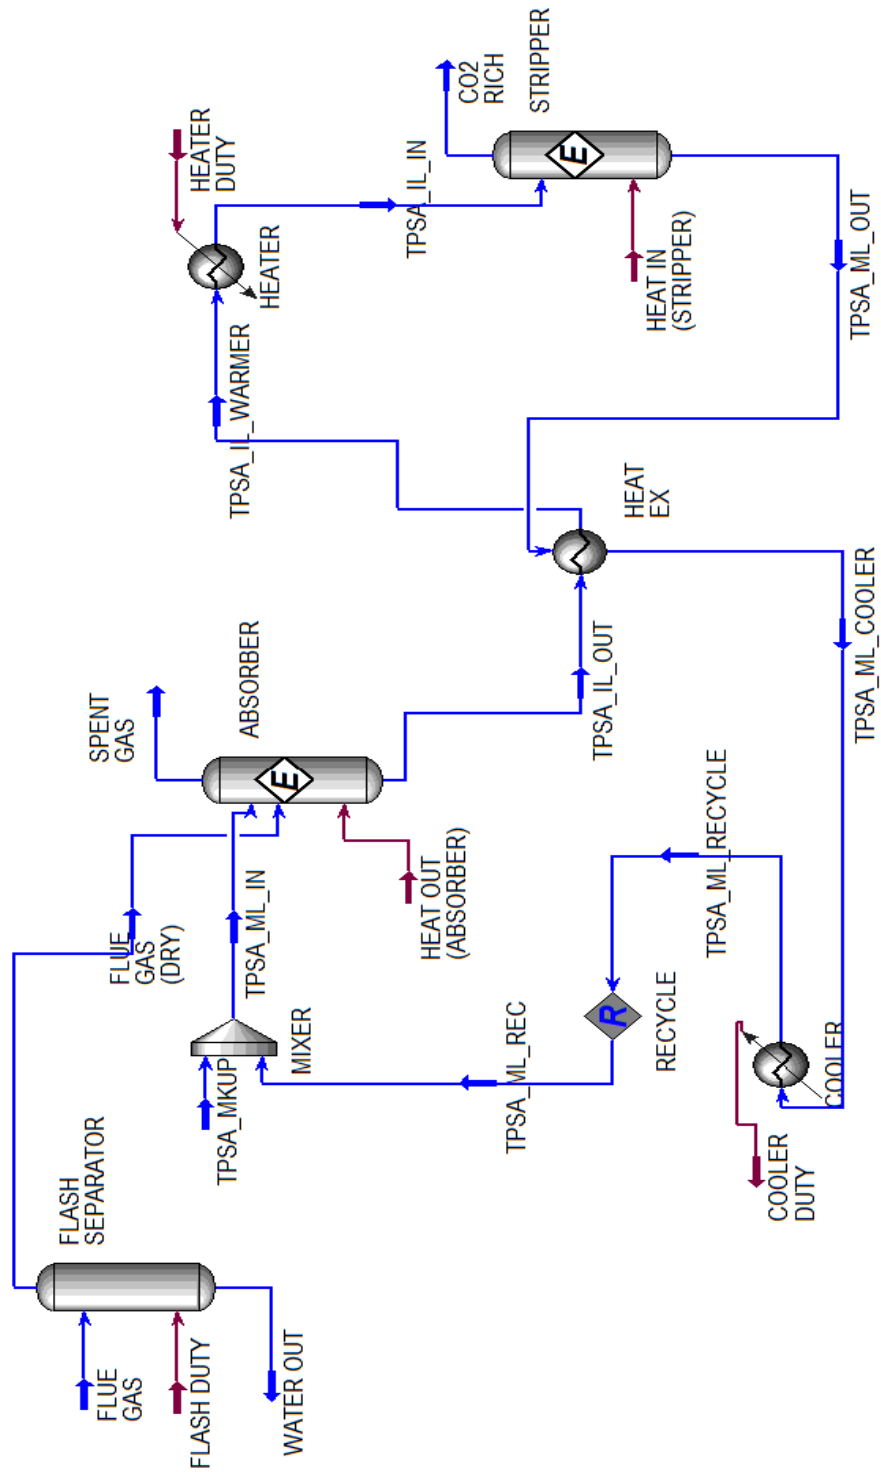 FLUE
GAS
FLASH DUTY
WATER OUT
FLASH
SEPARATOR
TPSA_MKUP
MIXER
FLUE
GAS
(DRY)
TPSA_ML_IN
HEAT OUT
(ABSORBER)
SPENT
GAS
ABSORBER
E
TPSA_ML_REC
RECYCLE
R
TPSA_ML_RECYCLE
COOLER
DUTY
COOLER
TPSA_IL_OUT
HEAT
EX
TPSA_ML_COOLER
TPSA_IL_WARMER
HEATER
HEATER
DUTY
TPSA_IL_IN
HEAT IN
(STRIPPER)
CO2
RICH
STRIPPER
E
TPSA_ML_OUT